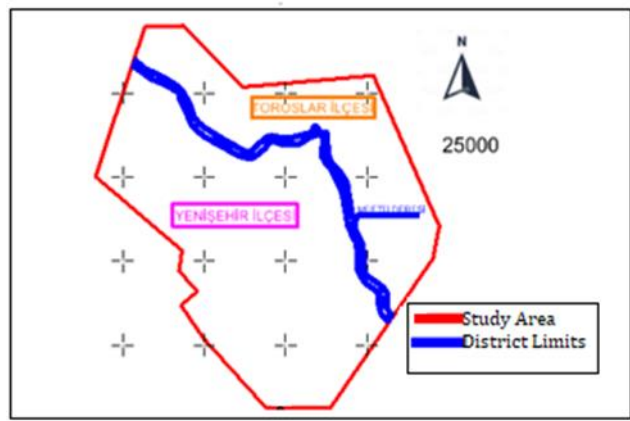 N
TOROSLAR İLÇESİ
25000
YENİŞEHİR İLÇESİ
Study Area
District Limits